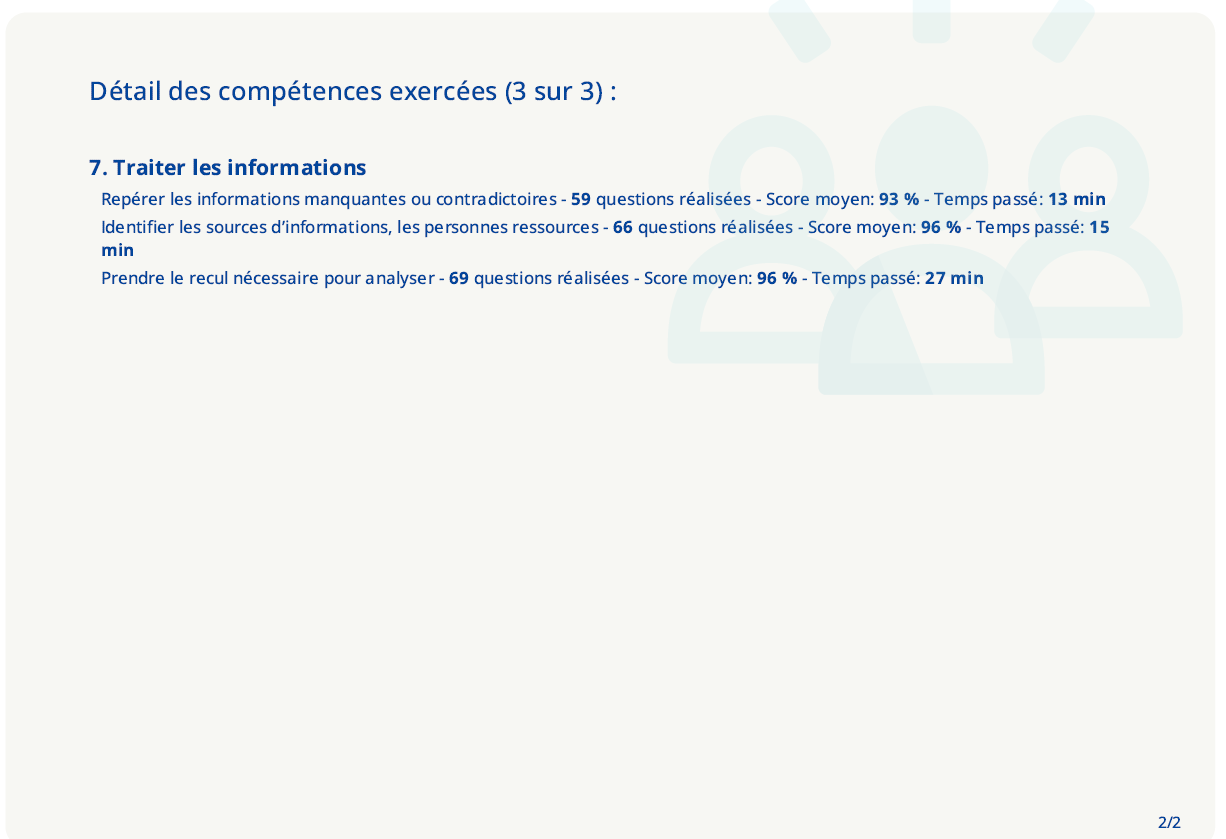 Détail des compétences exercées (3 sur 3) :
7. Traiter les informations
Repérer les informations manquantes ou contradictoires - 59 questions réalisées - Score moyen: 93 % - Temps passé: 13 min
Identifier les sources d’informations, les personnes ressources - 66 questions réalisées - Score moyen: 96 % - Temps passé: 15
min
Prendre le recul nécessaire pour analyser - 69 questions réalisées - Score moyen: 96 % - Temps passé: 27 min
2/2